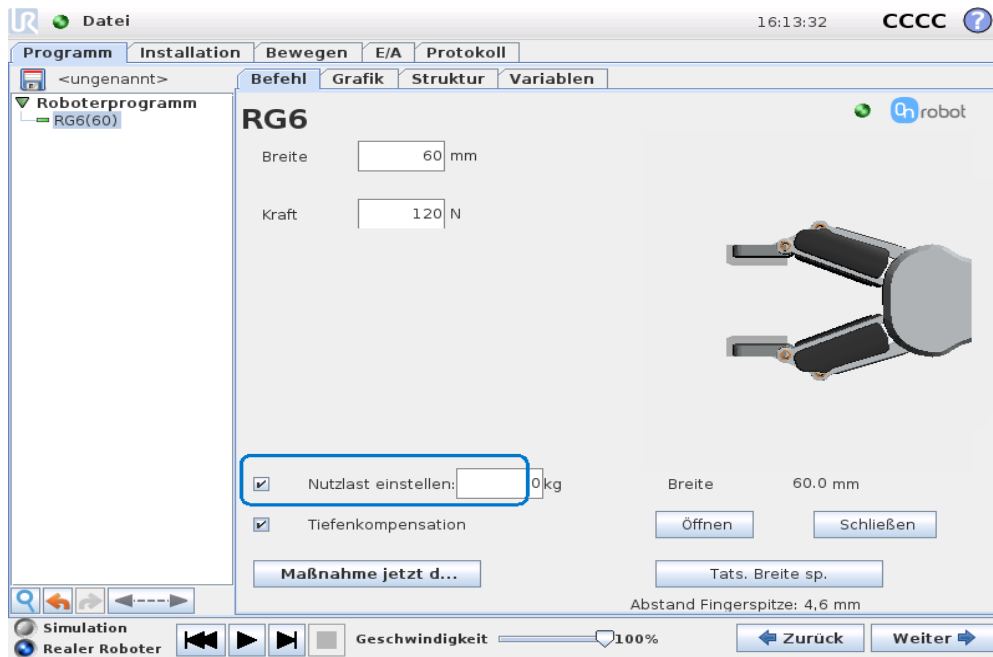 UR Datei 16:13:32 CCCC ?
Programm Installation Bewegen E/A Protokoll
<ungenannt> Befehl Grafik Struktur Variablen
Roboterprogramm
RG6(60)
RG6
On robot
Breite 60 mm
Kraft 120 N
Nutzlast einstellen: 0 kg Breite 60.0 mm
Tiefenkompensation Öffnen Schließen
Maßnahme jetzt d... Tats. Breite sp.
Abstand Fingerspitze: 4,6 mm
Simulation
Realer Roboter Geschwindigkeit 100% Zurück Weiter